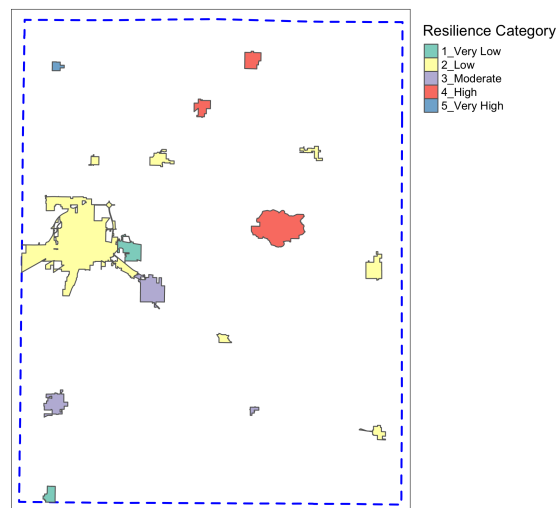 Resilience Category
1_Very Low
2_Low
3_Moderate
4_High
5_Very High